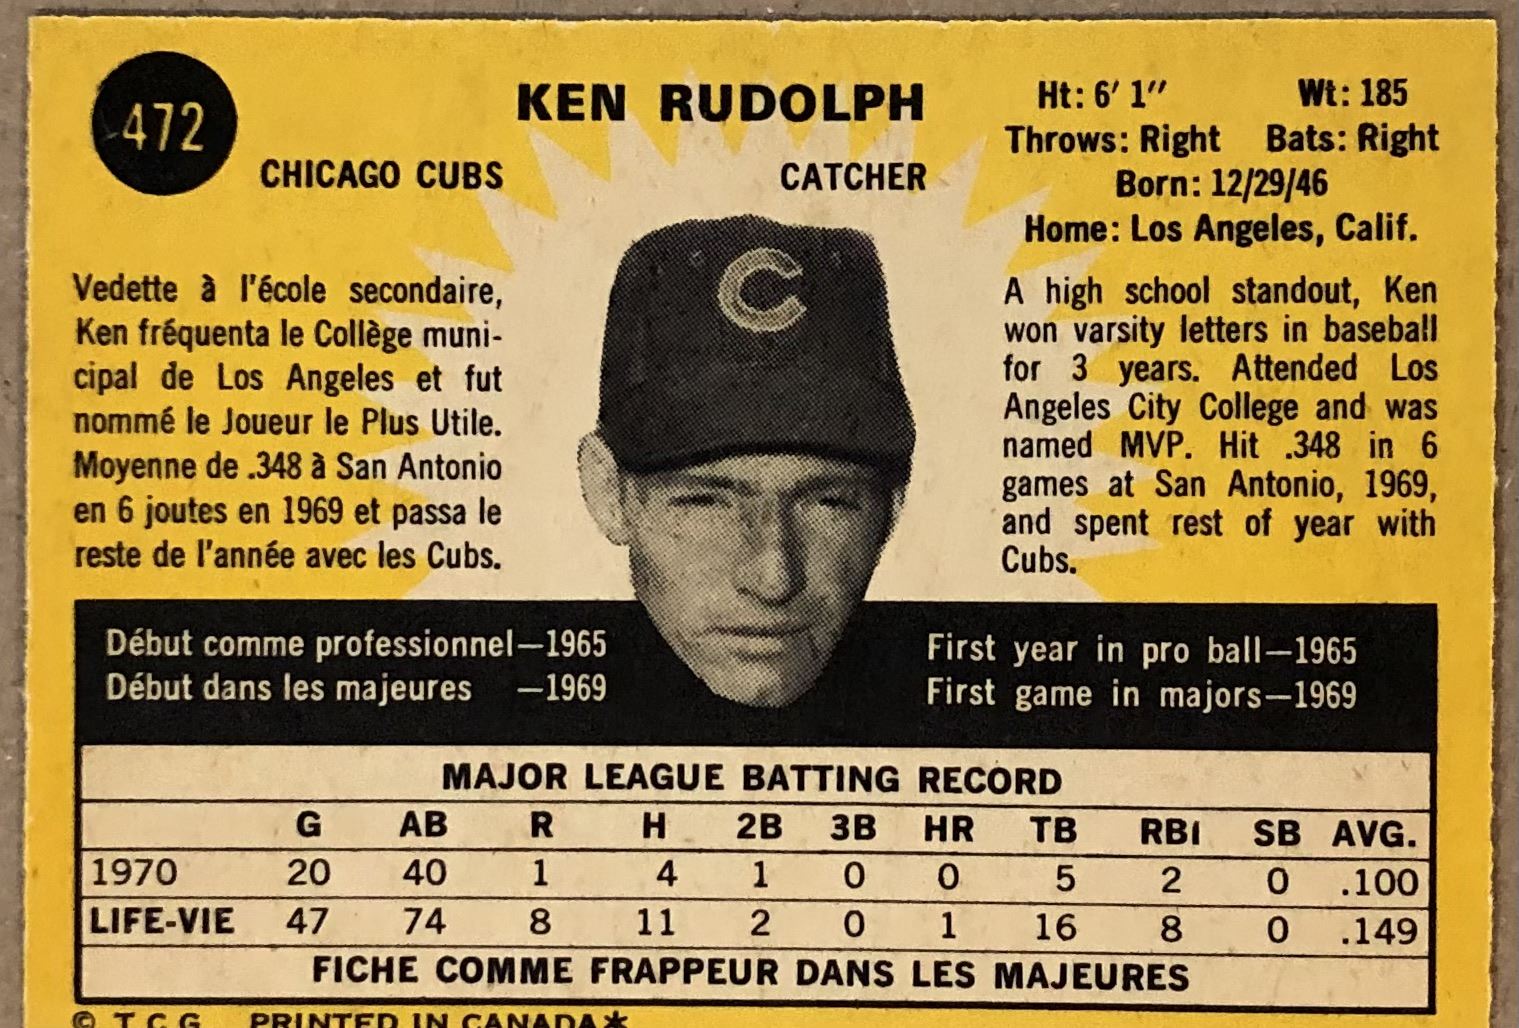 472
KEN RUDOLPH
CHICAGO CUBS CATCHER
Ht: 6' 1" Wt: 185
Throws: Right Bats: Right
Born: 12/29/46
Home: Los Angeles, Calif.
Vedette à l'école secondaire,
Ken fréquenta le Collège muni-
cipal de Los Angeles et fut
nommé le Joueur le Plus Utile.
Moyenne de .348 à San Antonio
en 6 joutes en 1969 et passa le
reste de l'année avec les Cubs.
C
A high school standout, Ken
won varsity letters in baseball
for 3 years. Attended Los
Angeles City College and was
named MVP. Hit .348 in 6
games at San Antonio, 1969,
and spent rest of year with
Cubs.
Début comme professionnel—1965
Début dans les majeures —1969
First year in pro ball—1965
First game in majors—1969
MAJOR LEAGUE BATTING RECORD
G AB R H 2B 3B HR TB RBI SB AVG.
1970 20 40 1 4 1 0 0 5 2 0 .100
LIFE-VIE 47 74 8 11 2 0 1 16 8 0 .149
FICHE COMME FRAPPEUR DANS LES MAJEURES
© T C G PRINTED IN CANADA*